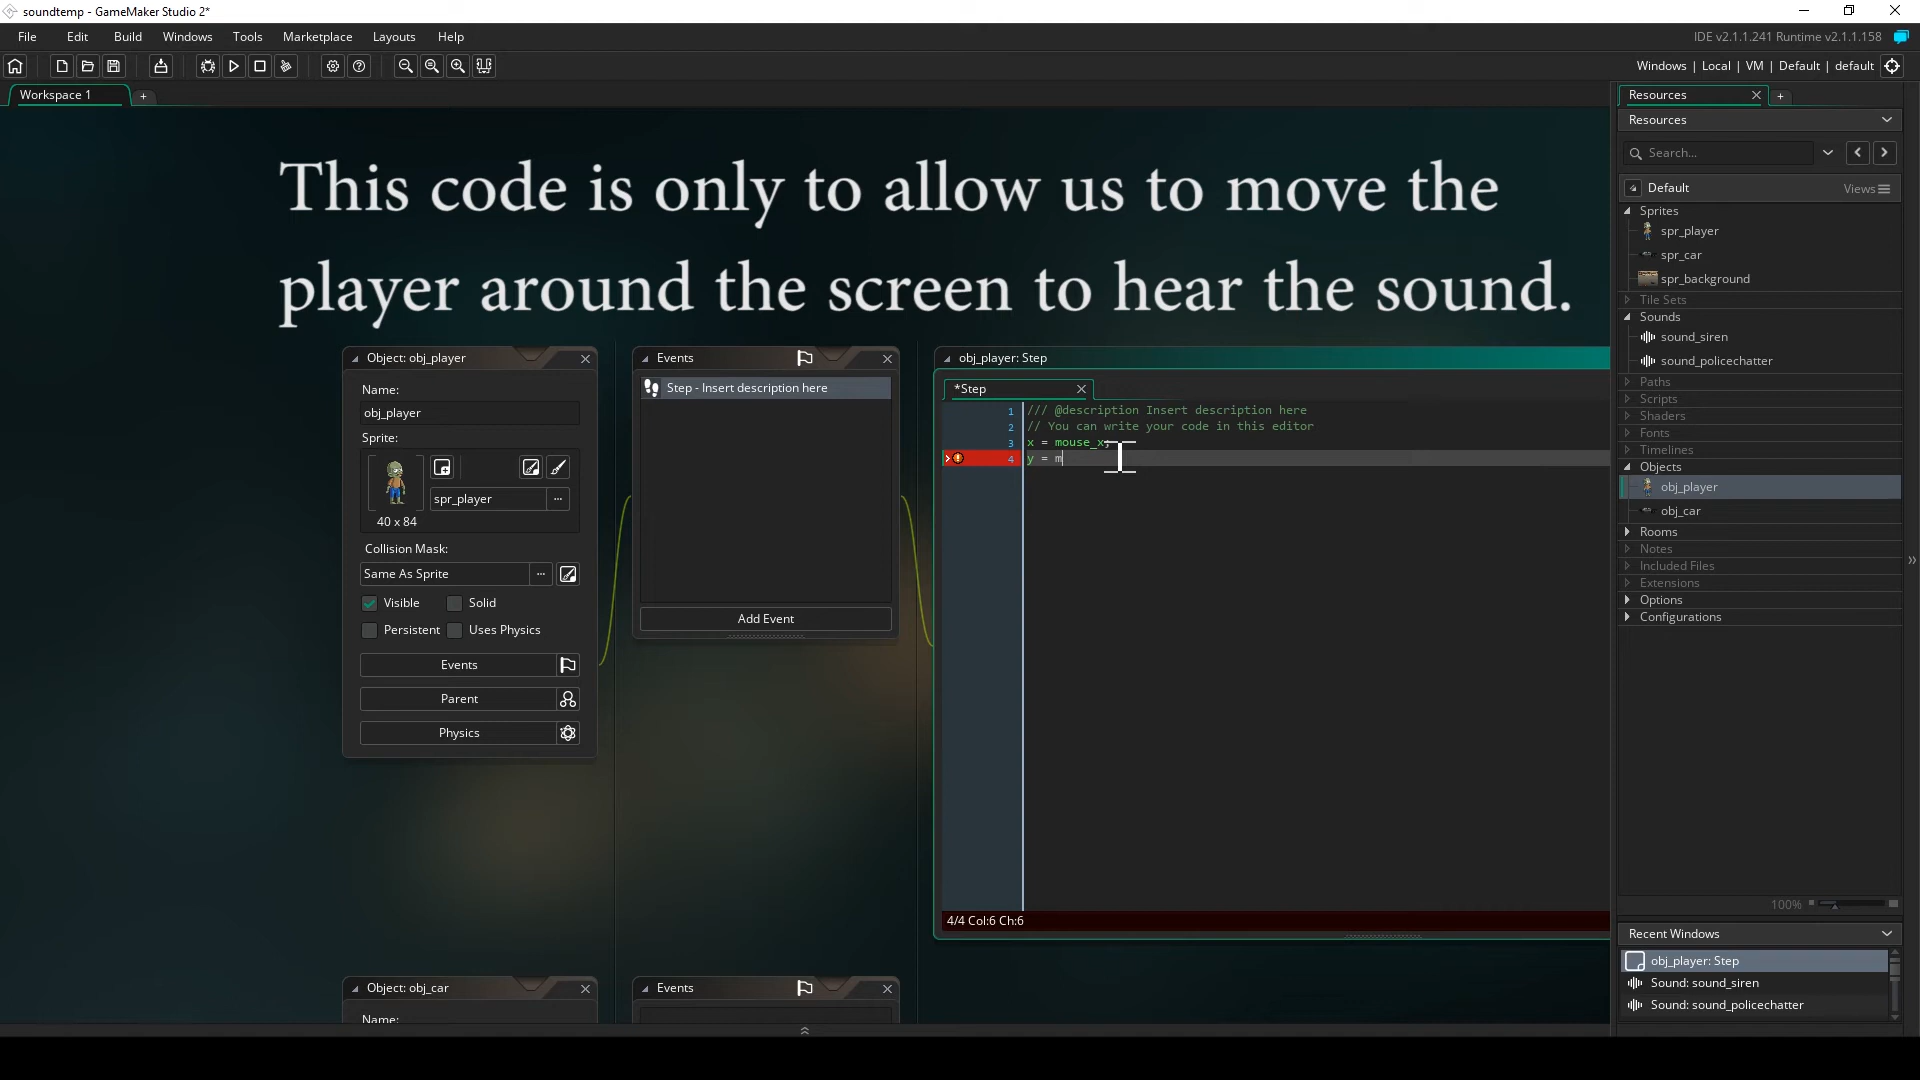 soundtemp - GameMaker Studio 2*
File Edit Build Windows Tools Marketplace Layouts Help
IDE v2.1.1.241 Runtime v2.1.1.158
Windows | Local | VM | Default | default
Workspace 1
This code is only to allow us to move the
player around the screen to hear the sound.
Object: obj_player
Name:
obj_player
Sprite:
spr_player
40 x 84
Collision Mask:
Same As Sprite
Visible Solid
Persistent Uses Physics
Events
Parent
Physics
Events
Step - Insert description here
Add Event
obj_player: Step
*Step
1 /// @description Insert description here
2 // You can write your code in this editor
3 x = mouse_x;
4 y = m
4/4 Col:6 Ch:6
Object: obj_car
Name:
Events
Resources
Resources
Search...
Default Views
Sprites
spr_player
spr_car
spr_background
Tile Sets
Sounds
sound_siren
sound_policechatter
Paths
Scripts
Shaders
Fonts
Timelines
Objects
obj_player
obj_car
Rooms
Notes
Included Files
Extensions
Options
Configurations
100%
Recent Windows
obj_player: Step
Sound: sound_siren
Sound: sound_policechatter